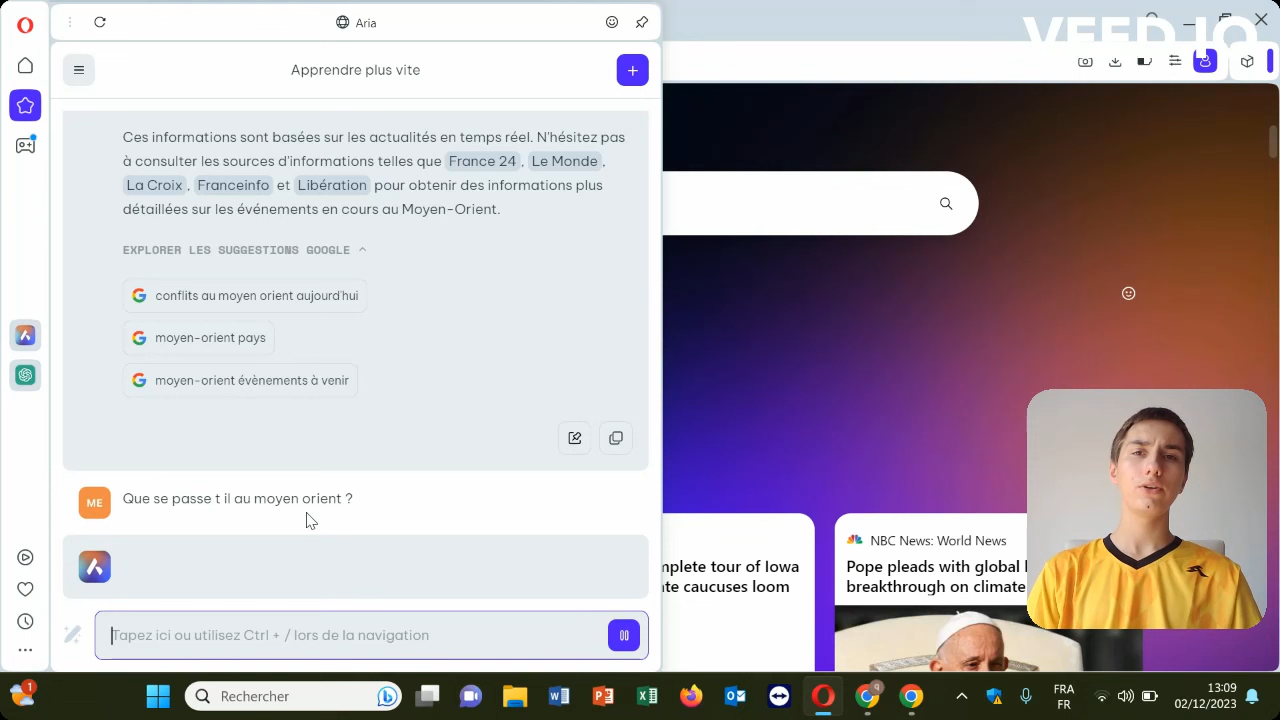 Aria
VEED.IO
Apprendre plus vite
Ces informations sont basées sur les actualités en temps réel. N'hésitez pas
à consulter les sources d'informations telles que France 24, Le Monde,
La Croix, Franceinfo et Libération pour obtenir des informations plus
détaillées sur les événements en cours au Moyen-Orient.
EXPLORER LES SUGGESTIONS GOOGLE
conflits au moyen orient aujourd'hui
moyen-orient pays
moyen-orient évènements à venir
ME
Que se passe t il au moyen orient ?
Tapez ici ou utilisez Ctrl + / lors de la navigation
tour of Iowa
caucuses loom
NBC News: World News
Pope pleads with global
breakthrough on climate
1
Rechercher
q
FRA
FR
13:09
02/12/2023